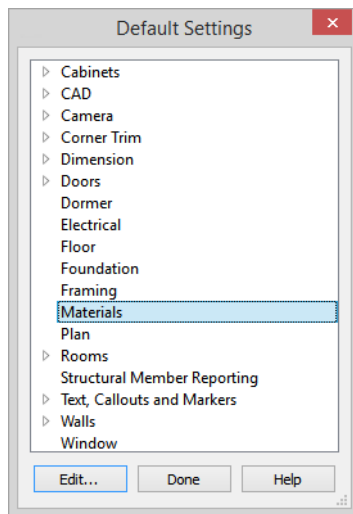 Default Settings
Cabinets
CAD
Camera
Corner Trim
Dimension
Doors
Dormer
Electrical
Floor
Foundation
Framing
Materials
Plan
Rooms
Structural Member Reporting
Text, Callouts and Markers
Walls
Window
Edit... Done Help